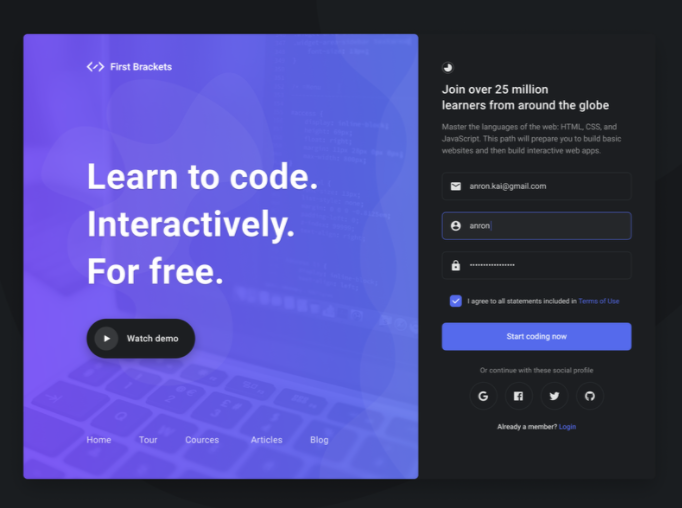 First Brackets
Learn to code.
Interactively.
For free.
Watch demo
Home Tour Cources Articles Blog
Join over 25 million
learners from around the globe
Master the languages of the web: HTML, CSS, and
JavaScript. This path will prepare you to build basic
websites and then build interactive web apps.
anron.kai@gmail.com
anron
•••••••••••••••••
I agree to all statements included in Terms of Use
Start coding now
Or continue with these social profile
Already a member? Login